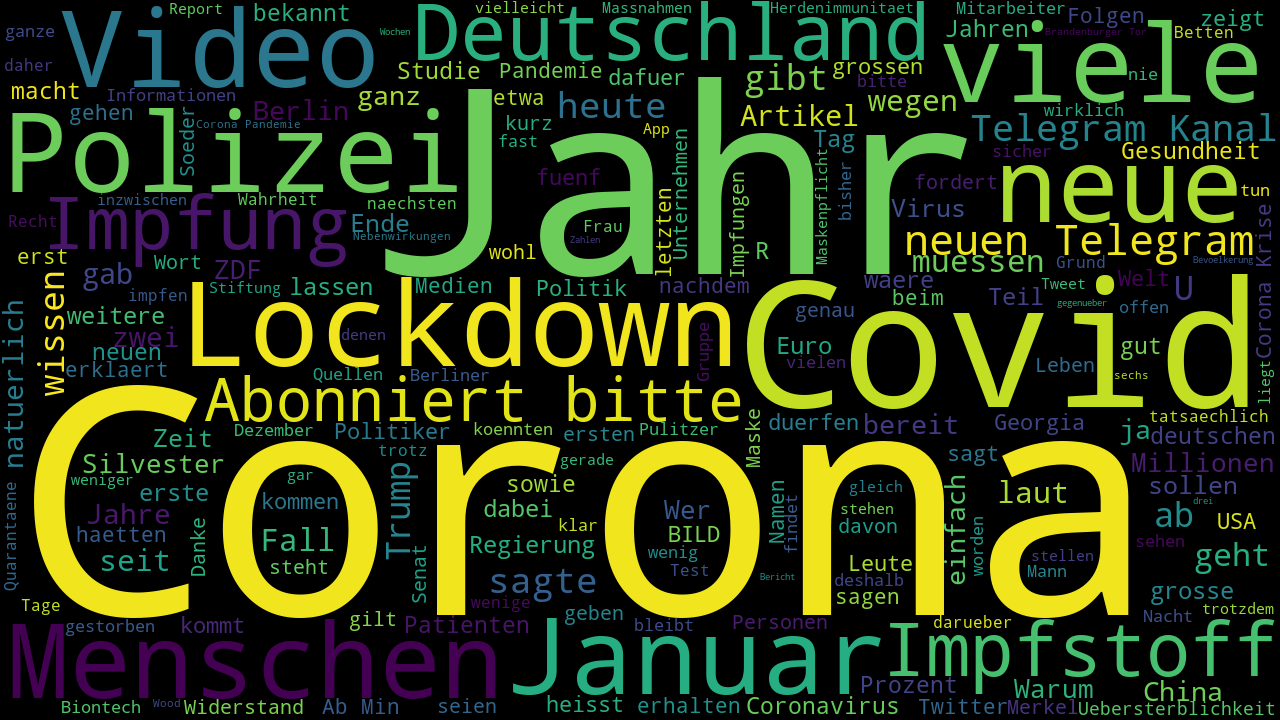 Report
vielleicht
Massnahmen
Herdenimmunitaet
Mitarbeiter
ganze
Video
bekannt
Wochen
Deutschland
Jahren
Folgen
zeigt
Brandenburger Tor
Betten
viele
nie
daher
macht
Informationen
gehen
Berlin
Studie
Pandemie
dafuer
gibt
grossen
bitte
ganz
etwa
heute
Artikel
wegen
wirklich
Telegram Kanal
Polizei
Soeder
Corona Pandemie
kurz
fast
App
Tag
sicher
Gesundheit
Jahr
fuenf
Unternehmen
Maskenpflicht
bisher
fordert
neue
tun
Impfung
inzwischen
Wahrheit
naechsten
Recht
Ende
Nebenwirkungen
Frau
Zahlen
letzten
Impfungen
R
Virus
neuen Telegram
erst
Wort
ZDF
gab
wohl
muessen
Grund
Bevoelkerung
Krise
Stiftung
lassen
Medien
Politik
nachdem
waere
Tweet
Welt
U
impfen
wissen
weitere
zwei
neuen
erklaert
natuerlich
Lockdown
denen
Quellen
Berliner
Gruppe
genau
beim
Teil
gegenueber
offen
Covid
Euro
vielen
Leben
gut
sechs
liegt
Corona
Abonniert bitte
Maske
duerfen
bereit
Georgia
tatsaechlich
ja
deutschen
Zeit
Dezember
Politiker
trotz
koennten
ersten
Pulitzer
gerade
sagt
Millionen
Silvester
weniger
gar
erste
kommen
Jahre
haetten
Fall
seit
steht
Danke
Quarantaene
Trump
Senat
sowie
dabei
klar
Regierung
Wer
BILD
wenig
Test
Namen
findet
gleich
stehen
davon
Leute
deshalb
sagen
einfach
worden
laut
sollen
drei
ab
USA
sehen
geht
stellen
Mann
grosse
Corona
sagte
wenige
Bericht
Tage
gestorben
kommt
gilt
Patienten
geben
bleibt
Personen
darueber
Nacht
trotzdem
Menschen
Januar
Impfstoff
Prozent
Warum
China
Biontech
Wood
Widerstand
Ab Min
seien
heisst
erhalten
Coronavirus
Twitter
Merkel
Uebersterblichkeit